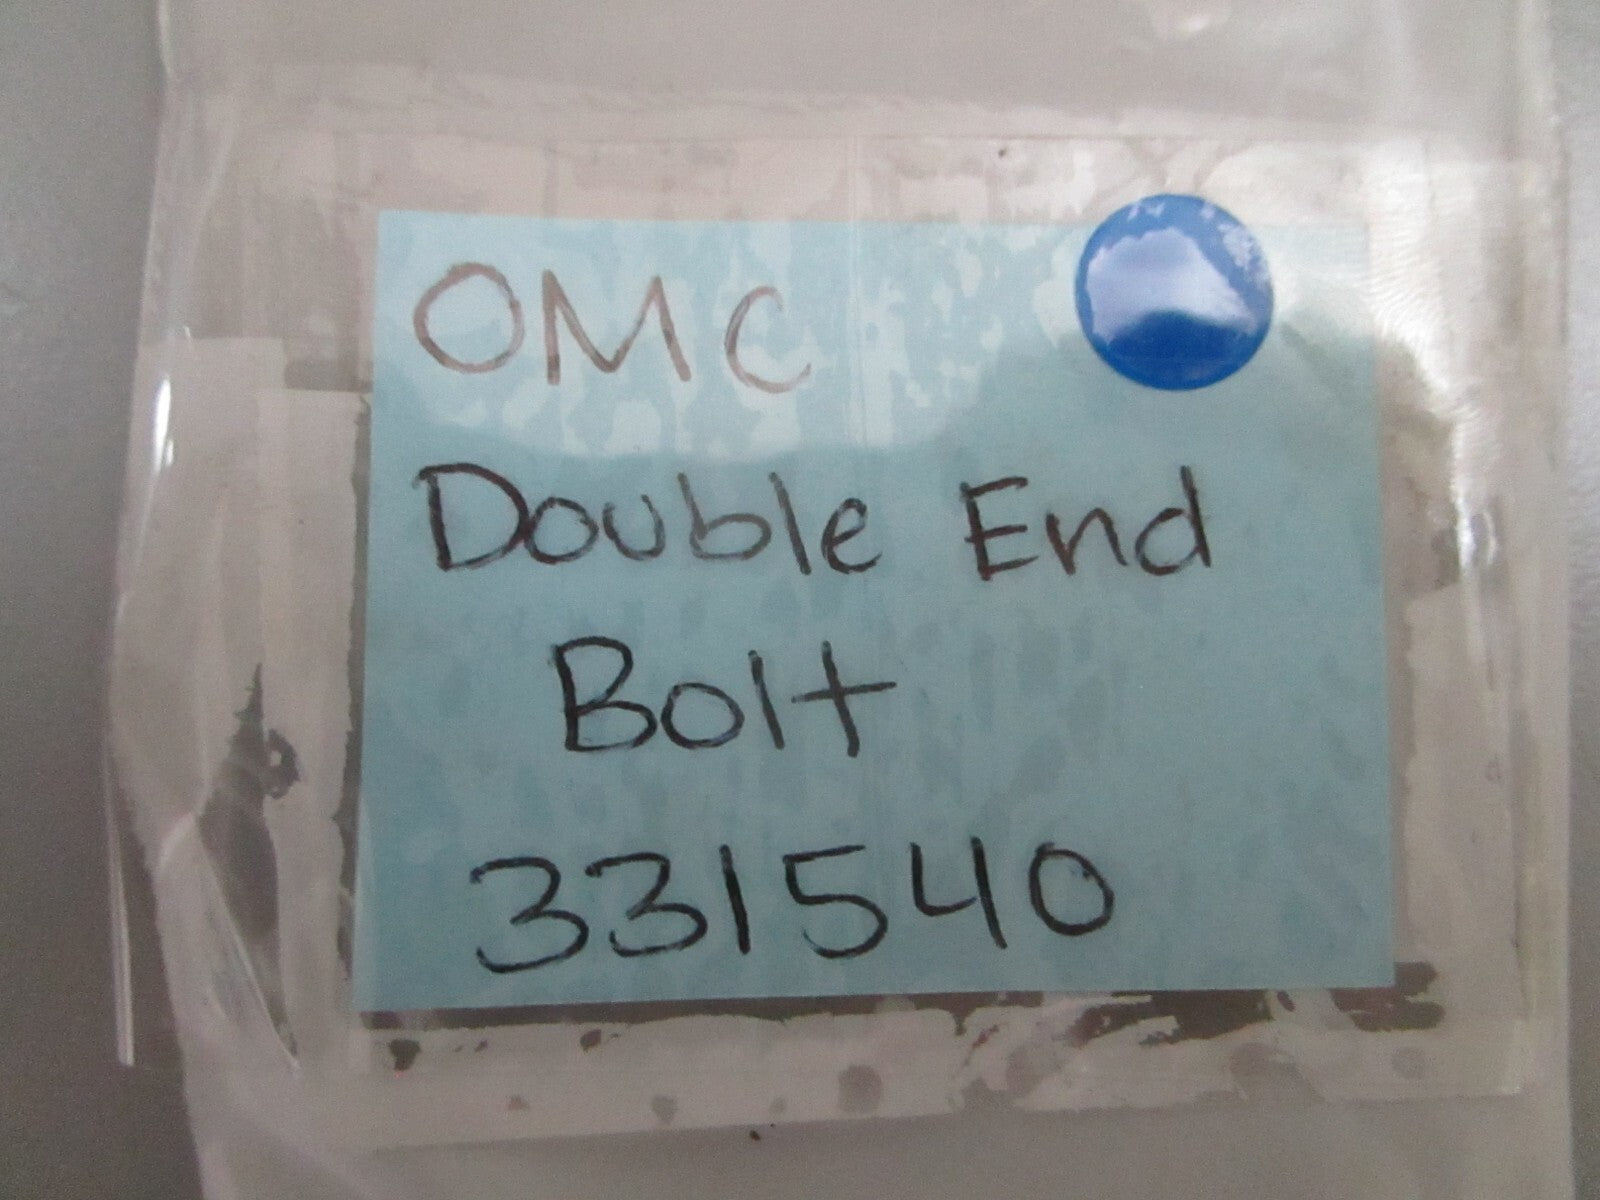 OMC
Double End
Bolt
331540